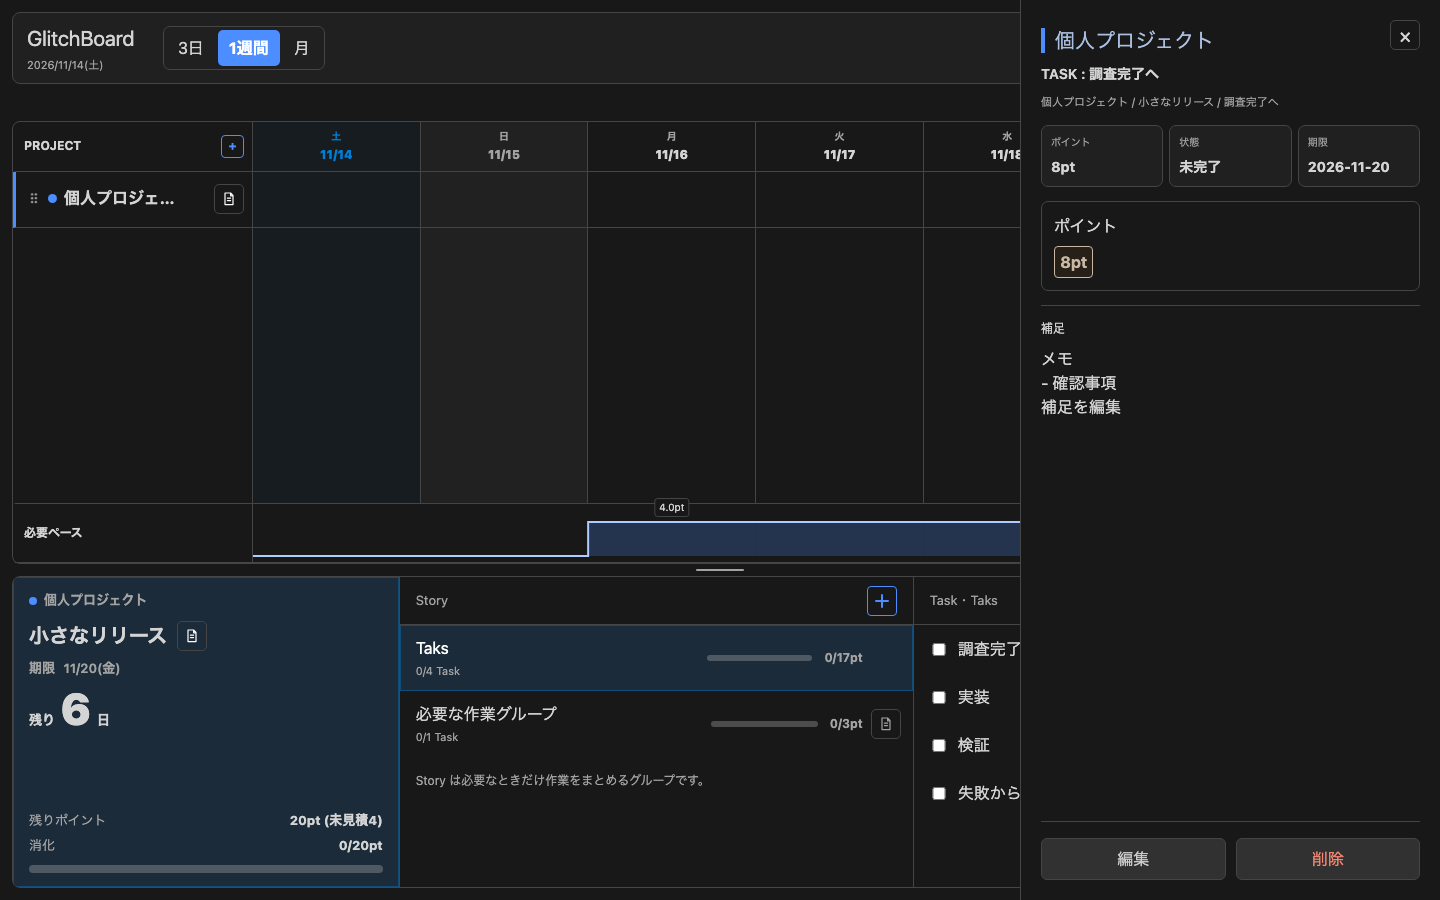 GlitchBoard
2026/11/14(土)
3日 1週間 月
PROJECT +
土 11/14
日 11/15
月 11/16
火 11/17
水 11/18
個人プロジェ...
必要ペース
4.0pt
個人プロジェクト
小さなリリース
期限 11/20(金)
残り 6 日
残りポイント 20pt (未見積4)
消化 0/20pt
Story
Taks
0/4 Task
0/17pt
必要な作業グループ
0/1 Task
0/3pt
Story は必要なときだけ作業をまとめるグループです。
Task・Taks
調査完了
実装
検証
失敗から
個人プロジェクト
TASK : 調査完了へ
個人プロジェクト / 小さなリリース / 調査完了へ
ポイント
8pt
状態
未完了
期限
2026-11-20
ポイント
8pt
補足
メモ
- 確認事項
補足を編集
編集 削除